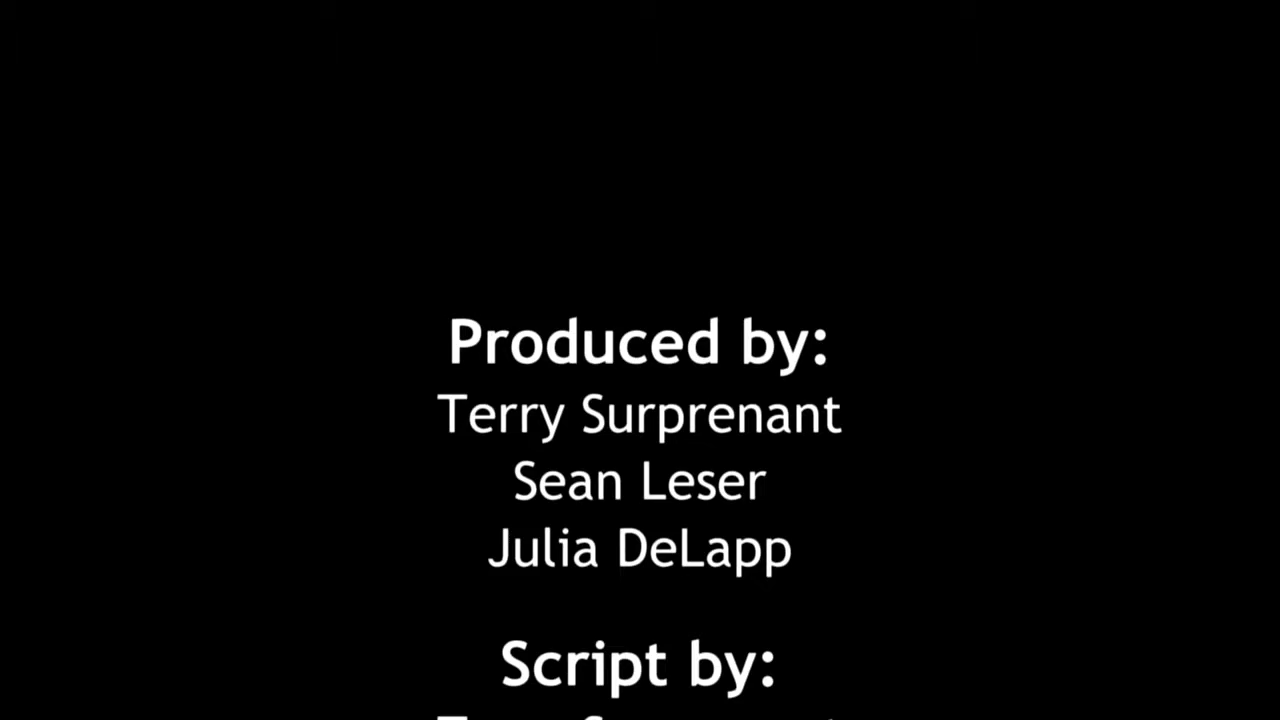 Produced by:
Terry Surprenant
Sean Leser
Julia DeLapp
Script by: